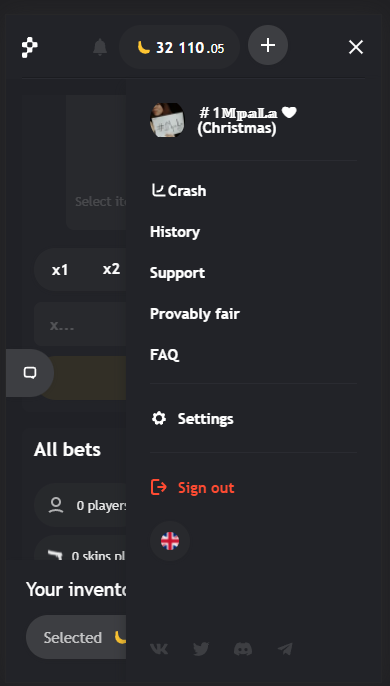 32 110.05
# 1𝕄𝕡𝕒𝕃𝕒 🤍
(Christmas)
Select ite
Crash
History
x1 x2
Support
Provably fair
x...
FAQ
Settings
All bets
Sign out
0 players
0 skins pl
Your invento
Selected